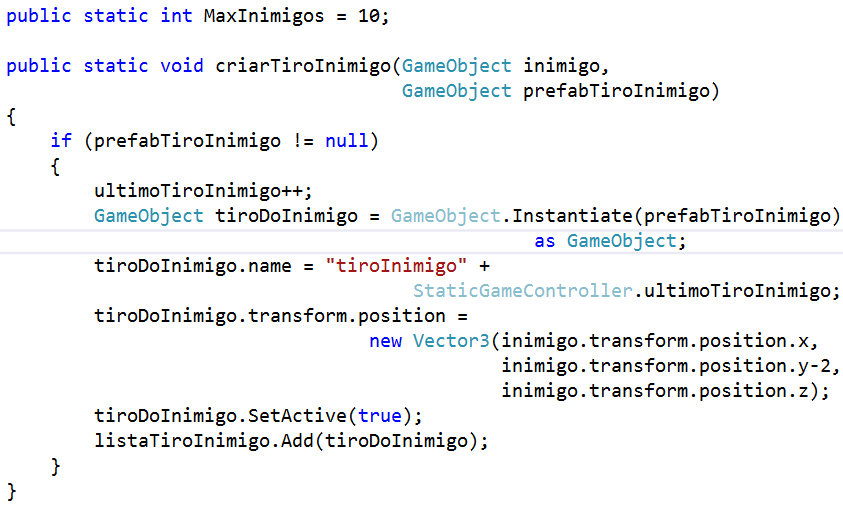 public static int MaxInimigos = 10;
public static void criarTiroInimigo(GameObject inimigo,
GameObject prefabTiroInimigo)
{
if (prefabTiroInimigo != null)
{
ultimoTiroInimigo++;
GameObject tiroDoInimigo = GameObject.Instantiate(prefabTiroInimigo)
as GameObject;
tiroDoInimigo.name = "tiroInimigo" +
StaticGameController.ultimoTiroInimigo;
tiroDoInimigo.transform.position =
new Vector3(inimigo.transform.position.x,
inimigo.transform.position.y-2,
inimigo.transform.position.z);
tiroDoInimigo.SetActive(true);
listaTiroInimigo.Add(tiroDoInimigo);
}
}